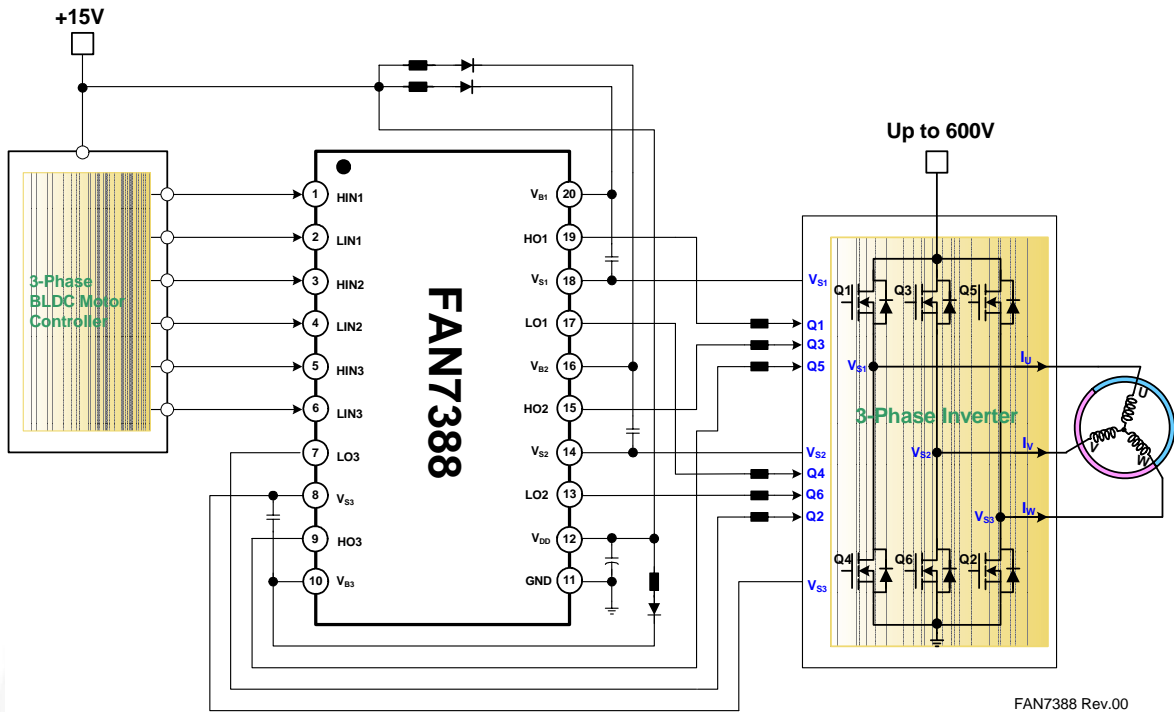 +15V
Up to 600V
3-Phase
BLDC Motor
Controller
1 HIN1
2 LIN1
3 HIN2
4 LIN2
5 HIN3
6 LIN3
7 LO3
8 VS3
9 HO3
10 VB3
FAN7388
VB1 20
HO1 19
VS1 18
LO1 17
VB2 16
HO2 15
VS2 14
LO2 13
VDD 12
GND 11
VS1
Q1
Q3
Q5
VS2
Q4
Q6
Q2
VS3
Q1
Q3
Q5
VS1
IU
3-Phase Inverter
VS2
IV
VS3
IW
Q4
Q6
Q2
U
V
W
FAN7388 Rev.00